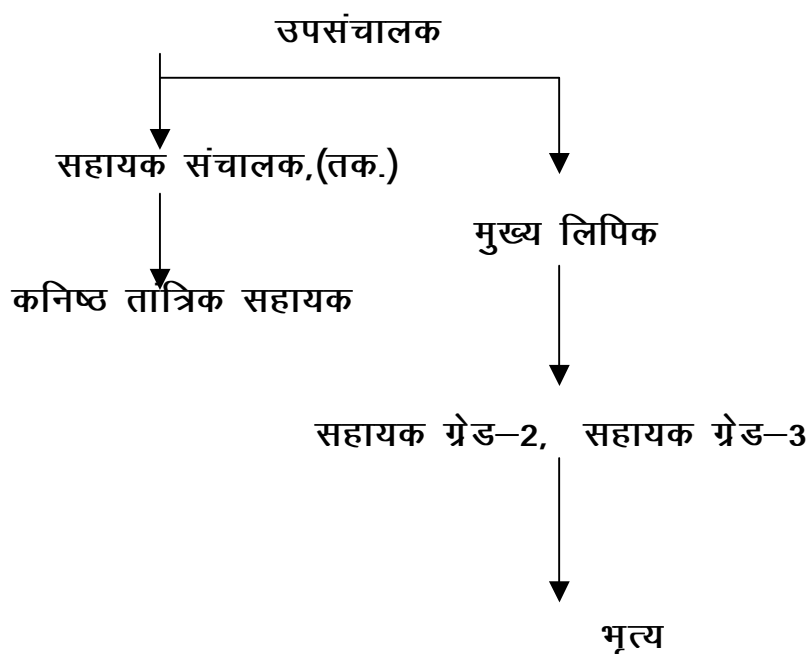 उपसंचालक
सहायक संचालक,(तक.)
मुख्य लिपिक
कनिष्ठ तांत्रिक सहायक
सहायक ग्रेड–2, सहायक ग्रेड–3
भृत्य